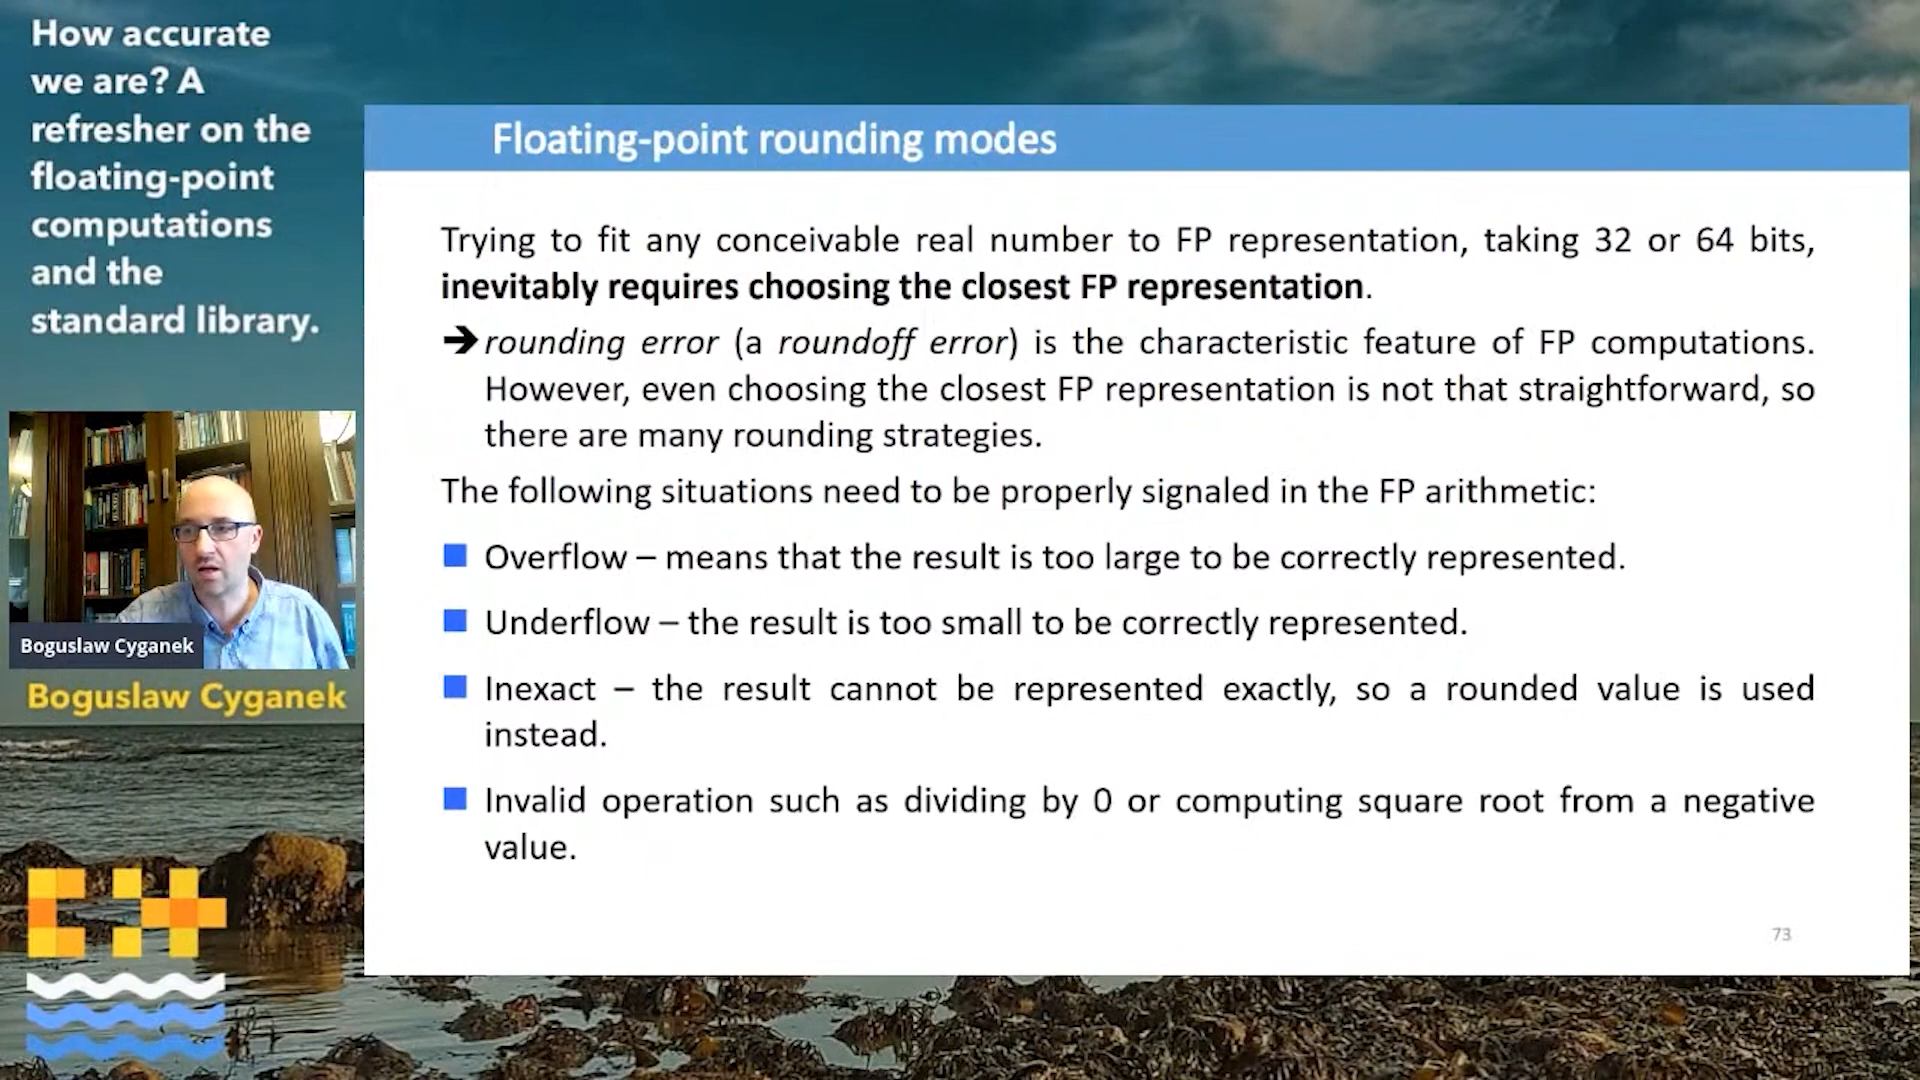 How accurate
we are? A
refresher on the
floating-point
computations
and the
standard library.
Boguslaw Cyganek
Boguslaw Cyganek
Floating-point rounding modes
Trying to fit any conceivable real number to FP representation, taking 32 or 64 bits,
inevitably requires choosing the closest FP representation.
➔ rounding error (a roundoff error) is the characteristic feature of FP computations.
However, even choosing the closest FP representation is not that straightforward, so
there are many rounding strategies.
The following situations need to be properly signaled in the FP arithmetic:
■ Overflow – means that the result is too large to be correctly represented.
■ Underflow – the result is too small to be correctly represented.
■ Inexact – the result cannot be represented exactly, so a rounded value is used
instead.
■ Invalid operation such as dividing by 0 or computing square root from a negative
value.
73